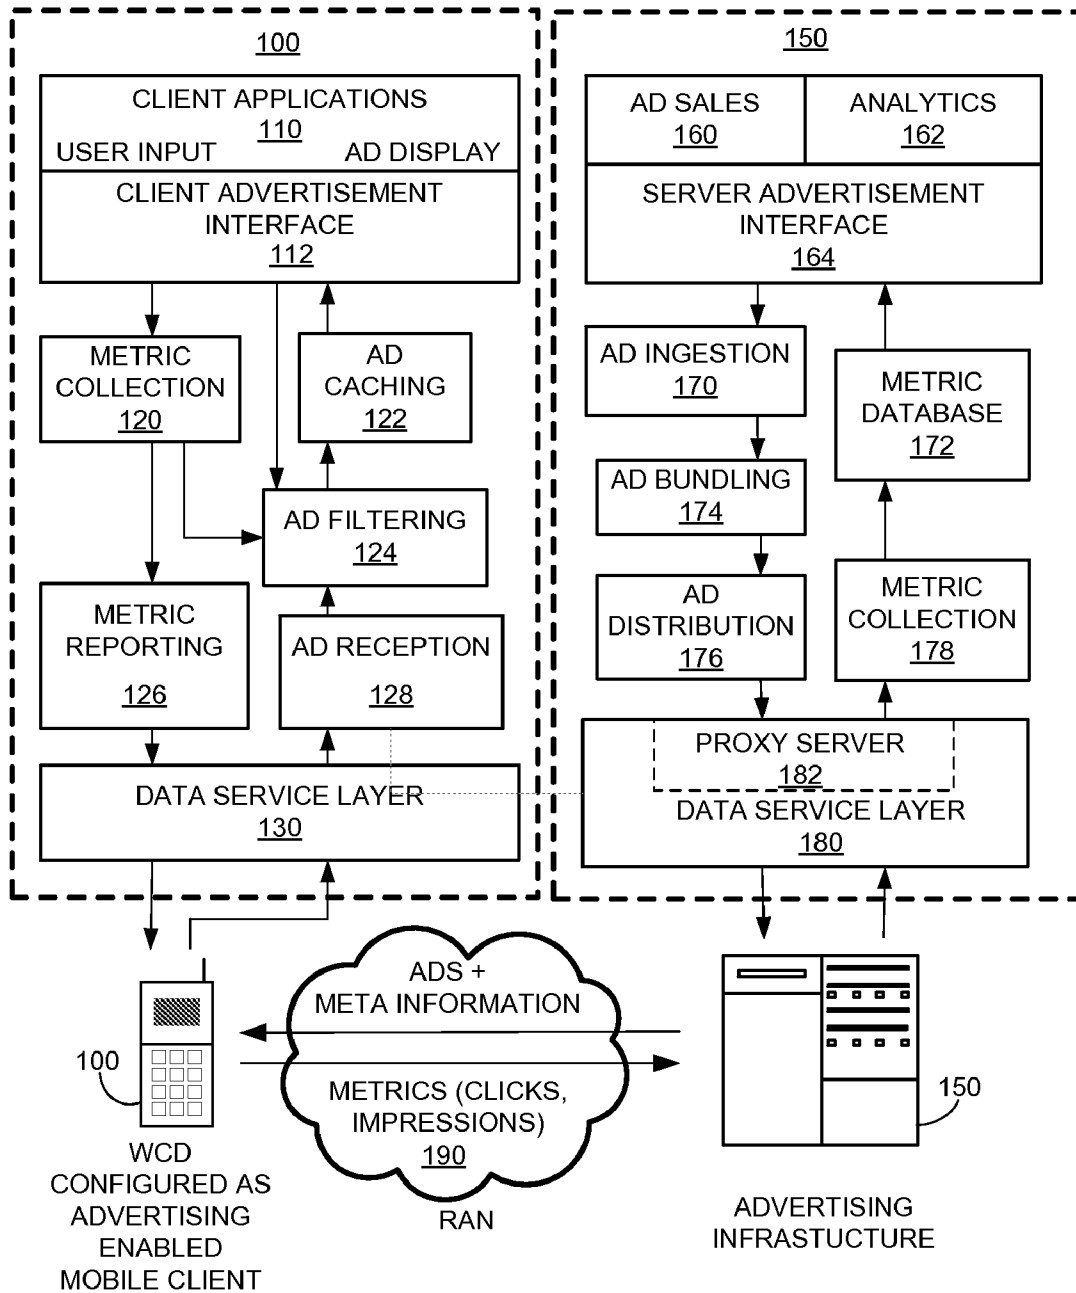 100
CLIENT APPLICATIONS
110
USER INPUT
AD DISPLAY
CLIENT ADVERTISEMENT
INTERFACE
112
METRIC
COLLECTION
120
AD
CACHING
122
AD FILTERING
124
METRIC
REPORTING
126
AD RECEPTION
128
DATA SERVICE LAYER
130
150
AD SALES
160
ANALYTICS
162
SERVER ADVERTISEMENT
INTERFACE
164
AD INGESTION
170
METRIC
DATABASE
172
AD BUNDLING
174
AD
DISTRIBUTION
176
METRIC
COLLECTION
178
PROXY SERVER
182
DATA SERVICE LAYER
180
ADS +
META INFORMATION
METRICS (CLICKS,
IMPRESSIONS)
190
RAN
100
WCD
CONFIGURED AS
ADVERTISING
ENABLED
MOBILE CLIENT
150
ADVERTISING
INFRASTUCTURE